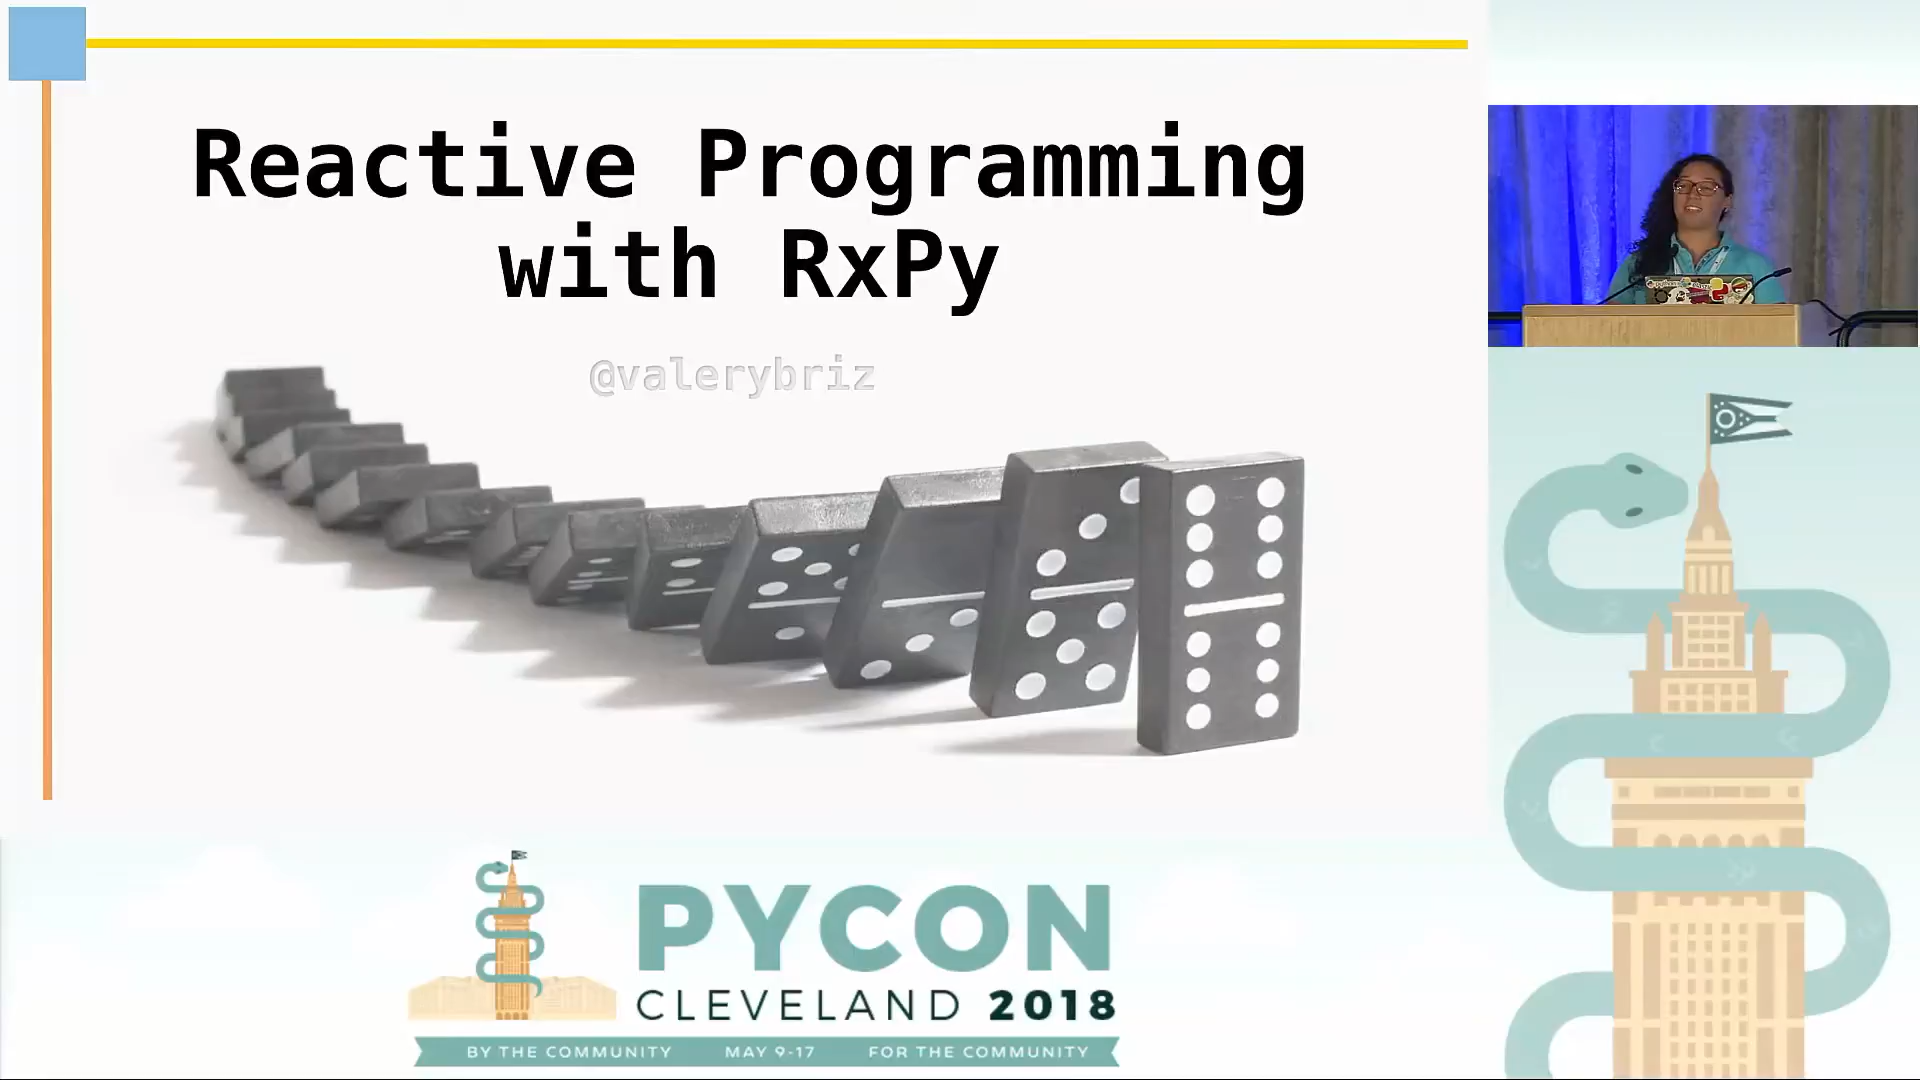 Reactive Programming
with RxPy
@valerybriz
PYCON
CLEVELAND 2018
BY THE COMMUNITY MAY 9-17 FOR THE COMMUNITY